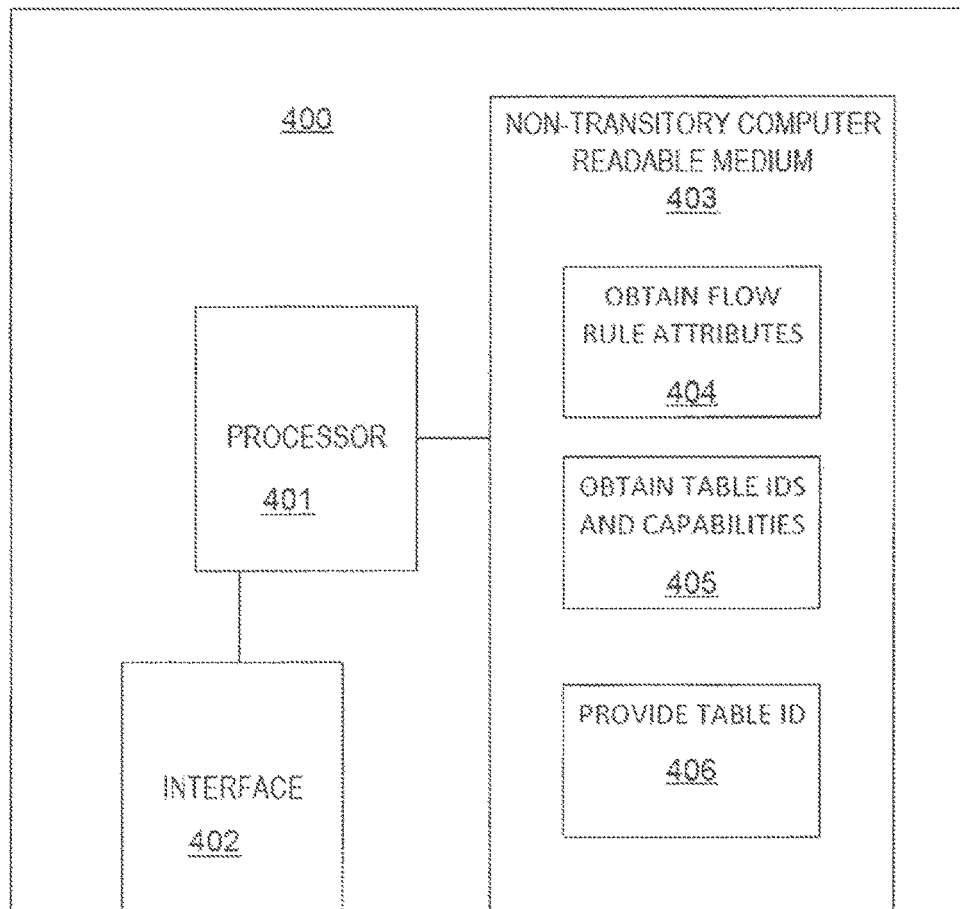 400
NON-TRANSITORY COMPUTER
READABLE MEDIUM
403
OBTAIN FLOW
RULE ATTRIBUTES
404
PROCESSOR
401
OBTAIN TABLE IDS
AND CAPABILITIES
405
PROVIDE TABLE ID
406
INTERFACE
402